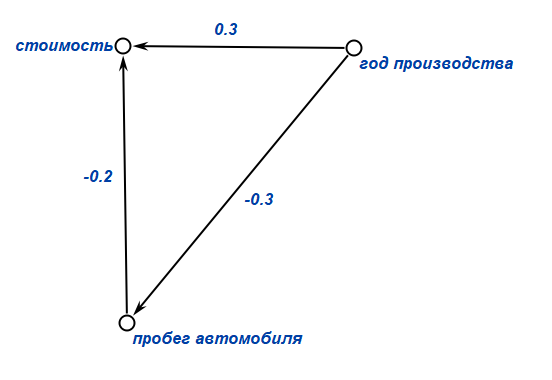 0.3
стоимость
год производства
-0.2
-0.3
пробег автомобиля